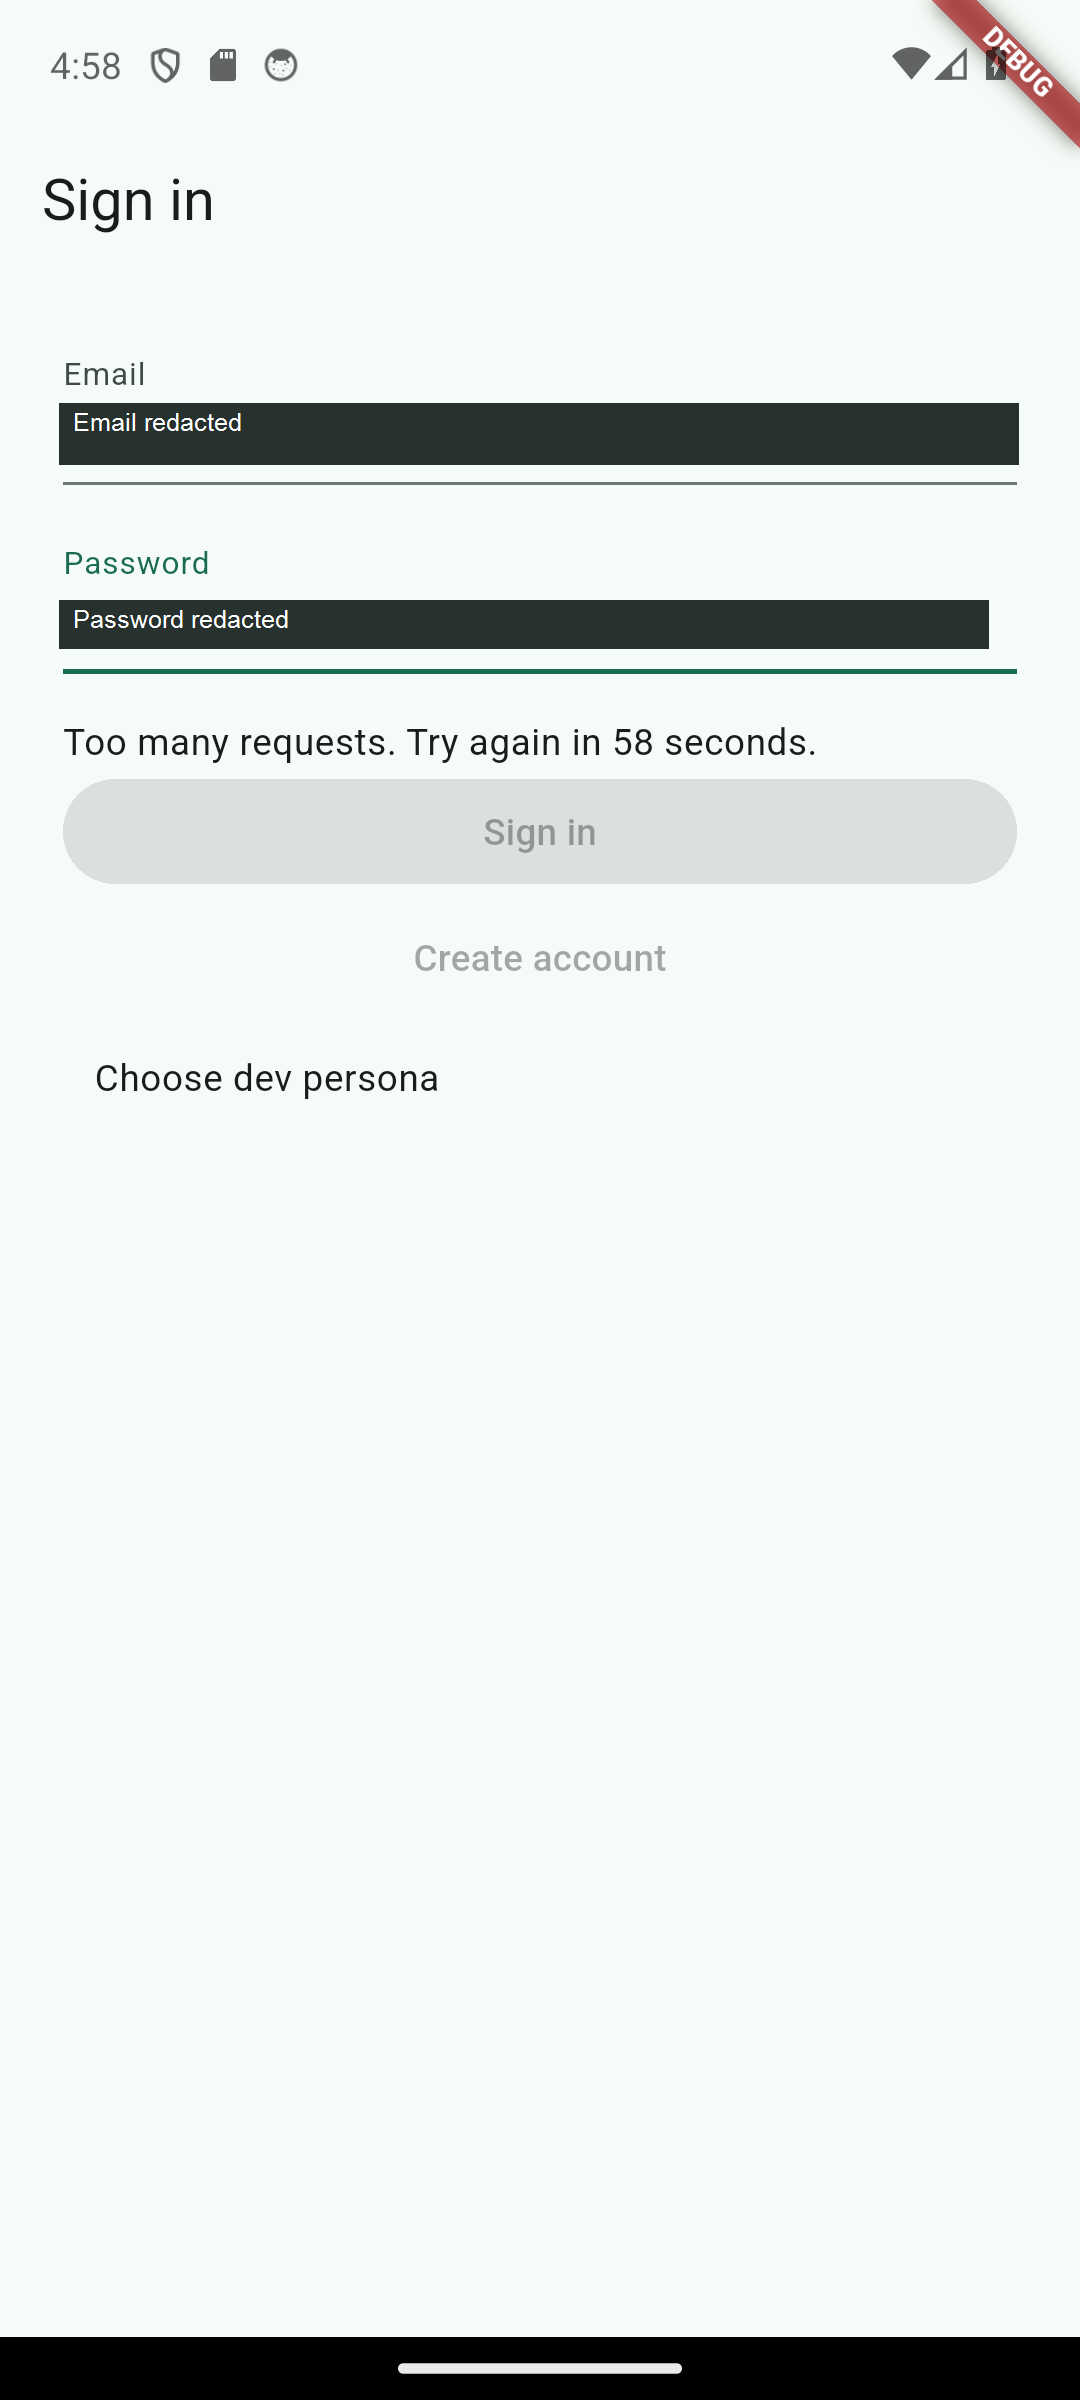 4:58
DEBUG
Sign in
Email
Email redacted
Password
Password redacted
Too many requests. Try again in 58 seconds.
Sign in
Create account
Choose dev persona